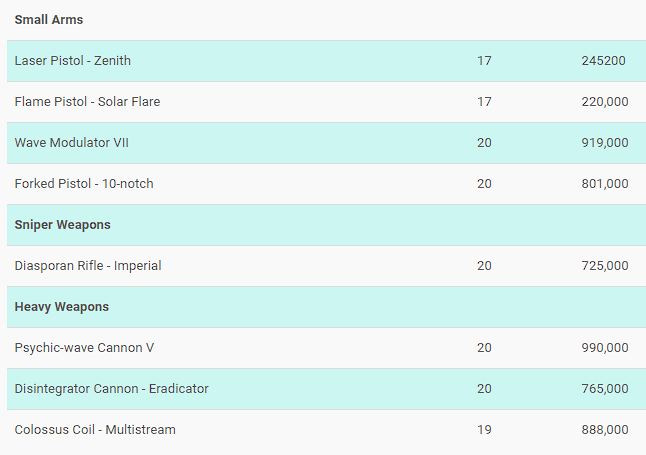 Small Arms
Laser Pistol - Zenith 17 245200
Flame Pistol - Solar Flare 17 220,000
Wave Modulator VII 20 919,000
Forked Pistol - 10-notch 20 801,000
Sniper Weapons
Diasporan Rifle - Imperial 20 725,000
Heavy Weapons
Psychic-wave Cannon V 20 990,000
Disintegrator Cannon - Eradicator 20 765,000
Colossus Coil - Multistream 19 888,000